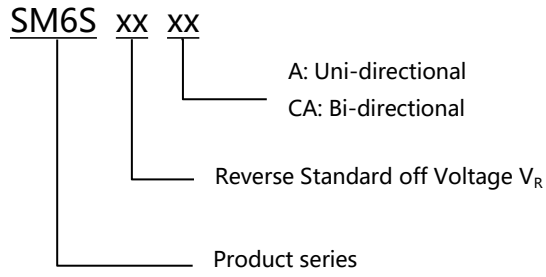 SM6S xx xx
A: Uni-directional
CA: Bi-directional
Reverse Standard off Voltage VR
Product series